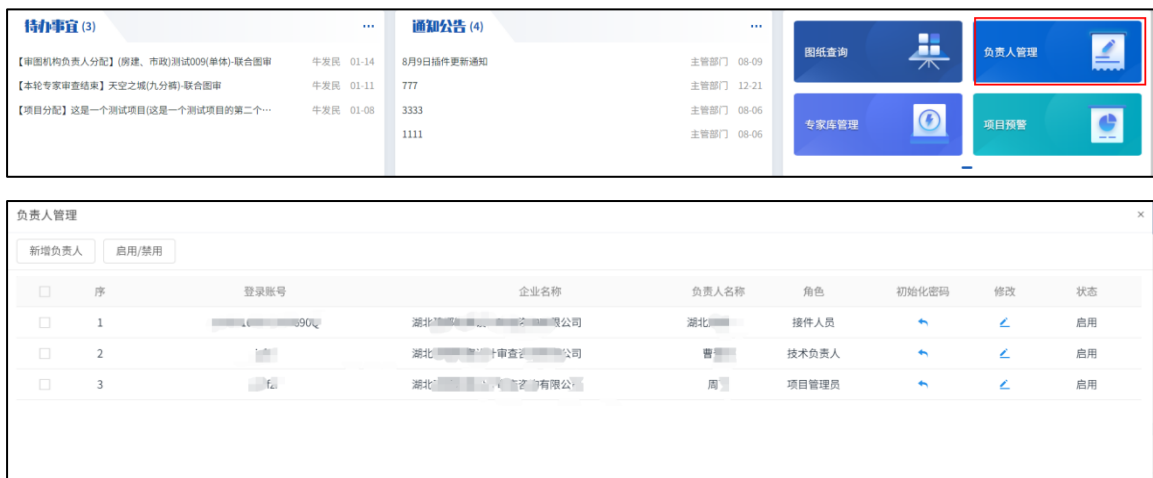 待办事宜 (3) ···
【审图机构负责人分配】(房建、市政)测试009(单体)-联合图审 牛发民 01-14
【本轮专家审查结束】天空之城(九分裤)-联合图审 牛发民 01-11
【项目分配】这是一个测试项目(这是一个测试项目的第二个… 牛发民 01-08
通知公告 (4) ···
8月9日插件更新通知 主管部门 08-09
777 主管部门 12-21
3333 主管部门 08-06
1111 主管部门 08-06
图纸查询 负责人管理
专家库管理 项目预警
负责人管理 ×
新增负责人 启用/禁用
序 登录账号 企业名称 负责人名称 角色 初始化密码 修改 状态
1 690Q 湖北 限公司 湖北 接件人员 启用
2 湖北 审查 公司 曹 技术负责人 启用
3 湖北 有限公 周 项目管理员 启用